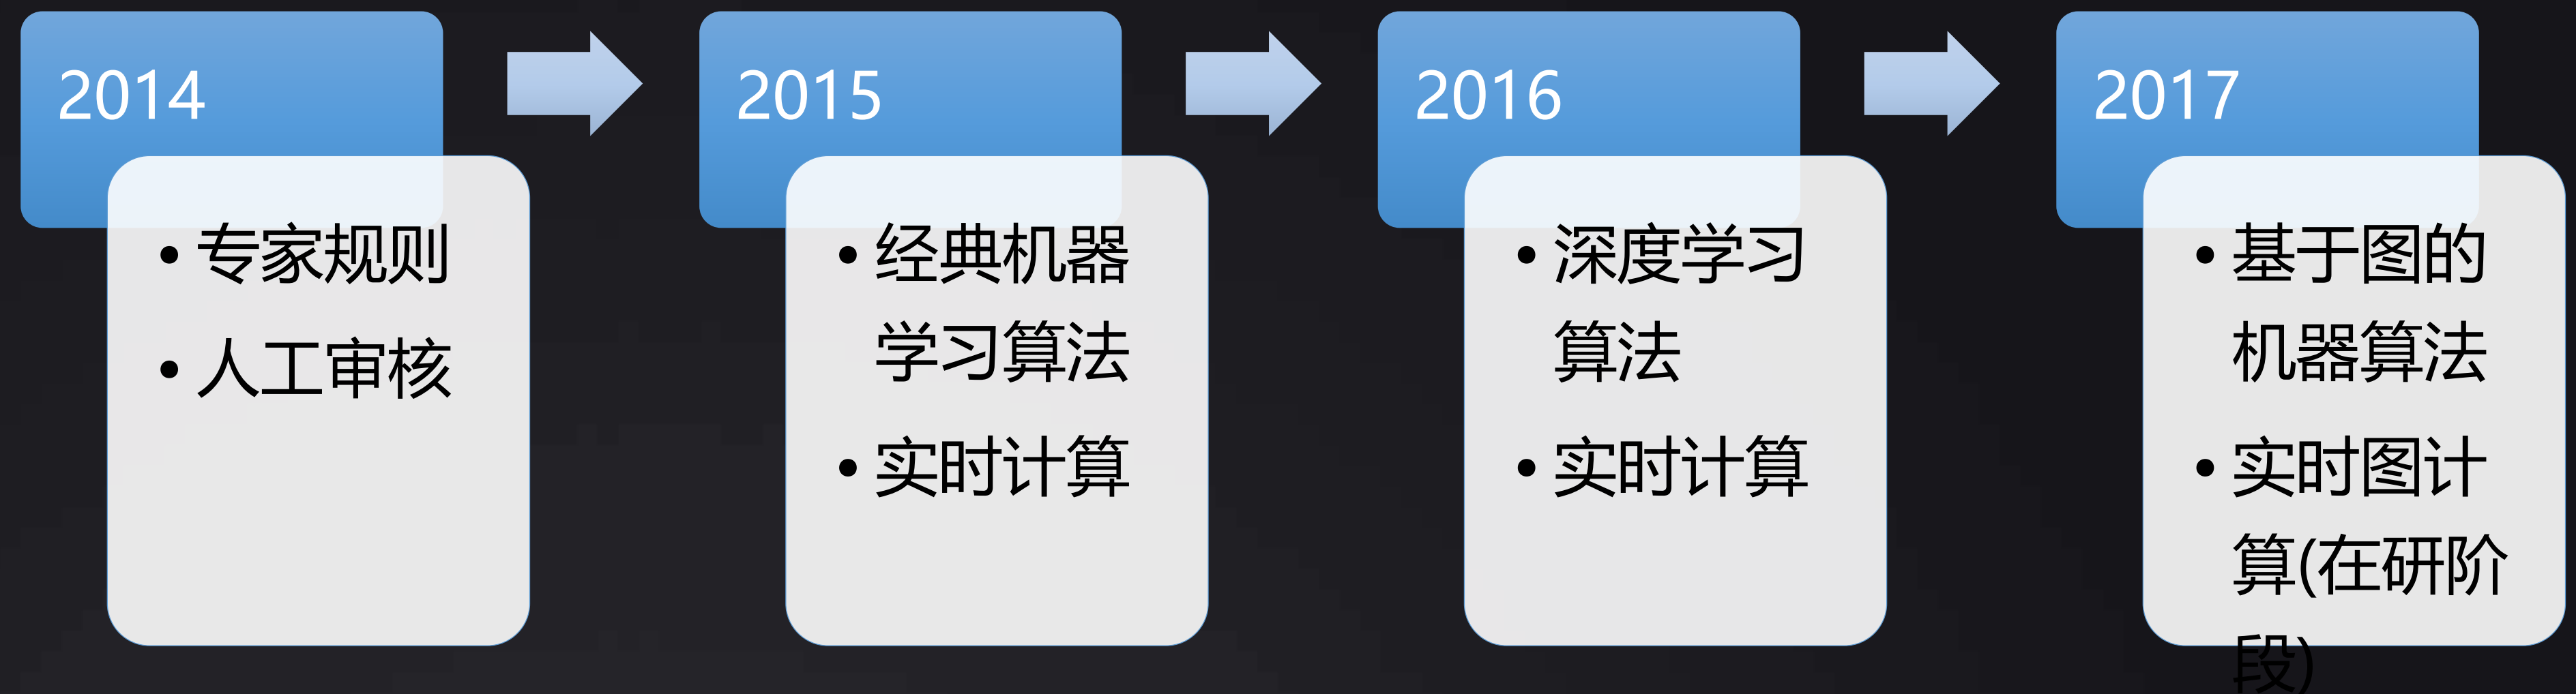 2014
• 专家规则
• 人工审核
2015
• 经典机器
学习算法
• 实时计算
2016
• 深度学习
算法
• 实时计算
2017
• 基于图的
机器算法
• 实时图计
算(在研阶
段)